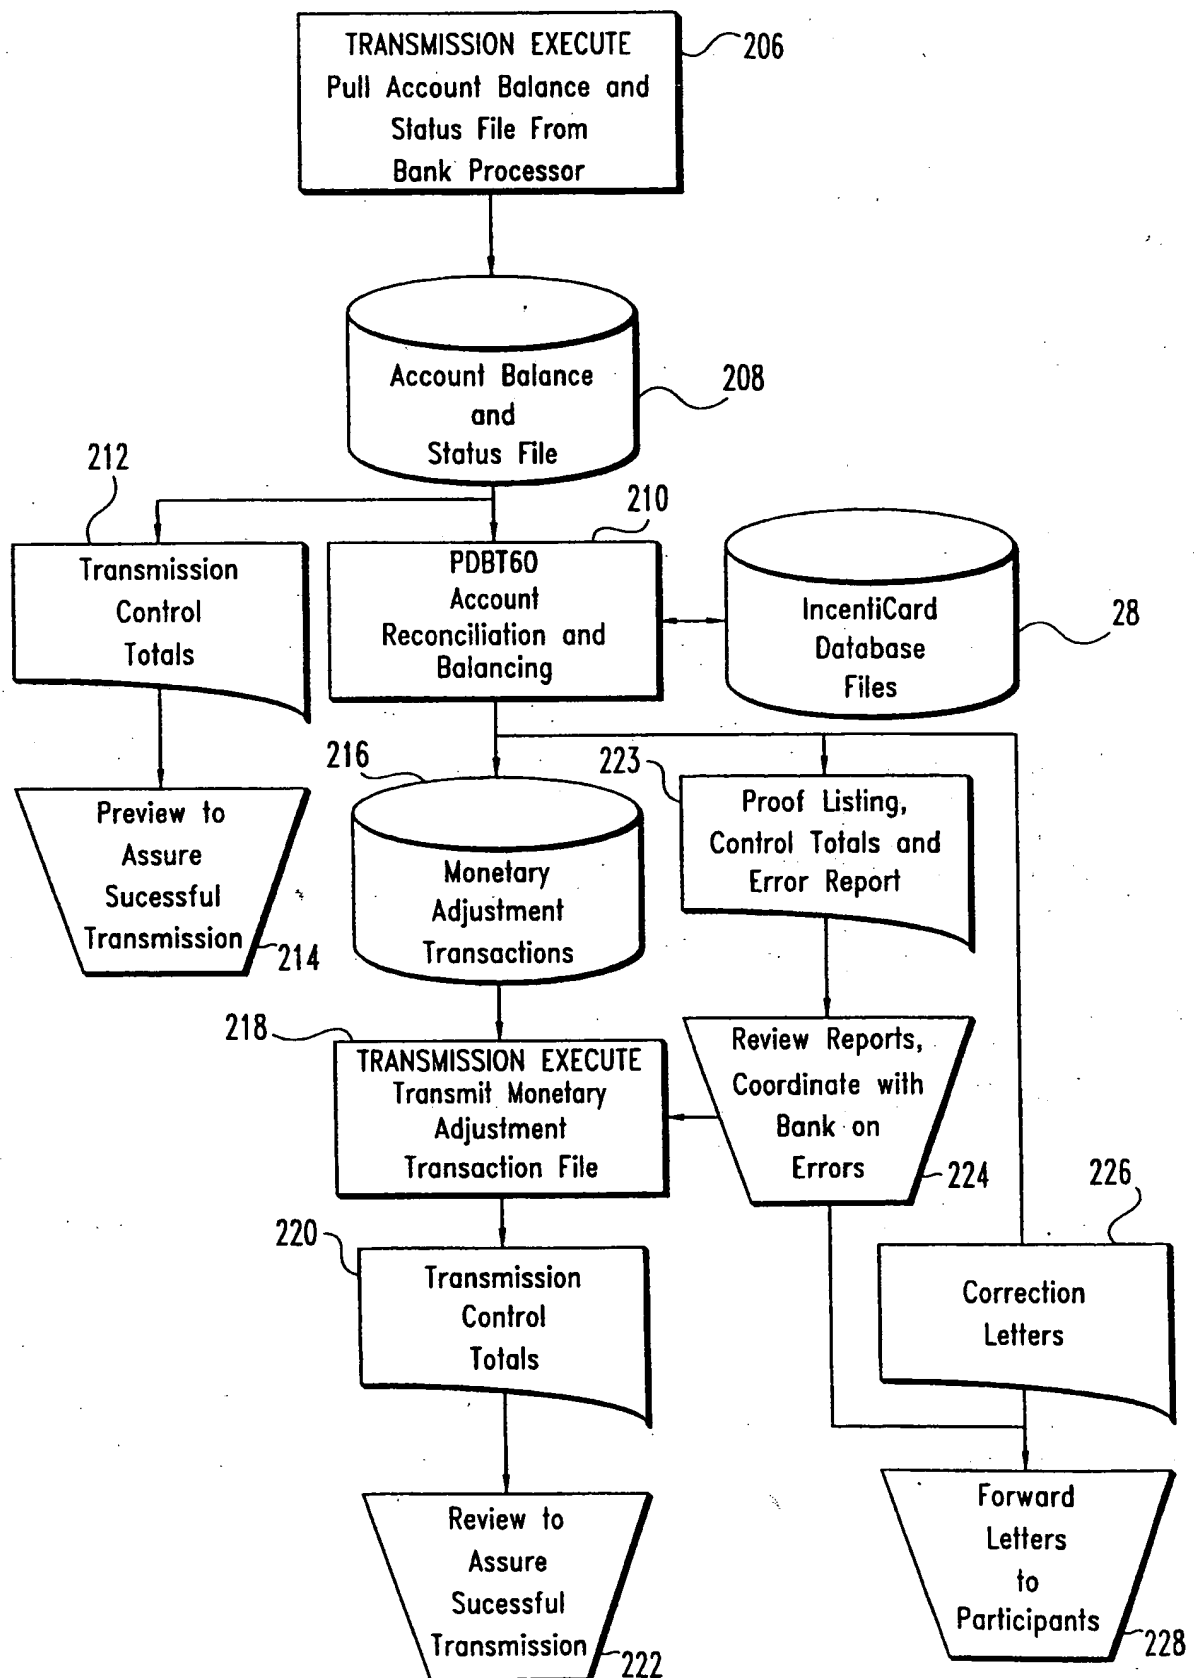 TRANSMISSION EXECUTE
Pull Account Balance and
Status File From
Bank Processor
206
Account Balance
and
Status File
208
212
Transmission
Control
Totals
210
PDBT60
Account
Reconciliation and
Balancing
IncentiCard
Database
Files
28
Preview to
Assure
Sucessful
Transmission
214
216
Monetary
Adjustment
Transactions
223
Proof Listing,
Control Totals and
Error Report
218
TRANSMISSION EXECUTE
Transmit Monetary
Adjustment
Transaction File
Review Reports,
Coordinate with
Bank on
Errors
224
220
Transmission
Control
Totals
226
Correction
Letters
Review to
Assure
Sucessful
Transmission
222
Forward
Letters
to
Participants
228